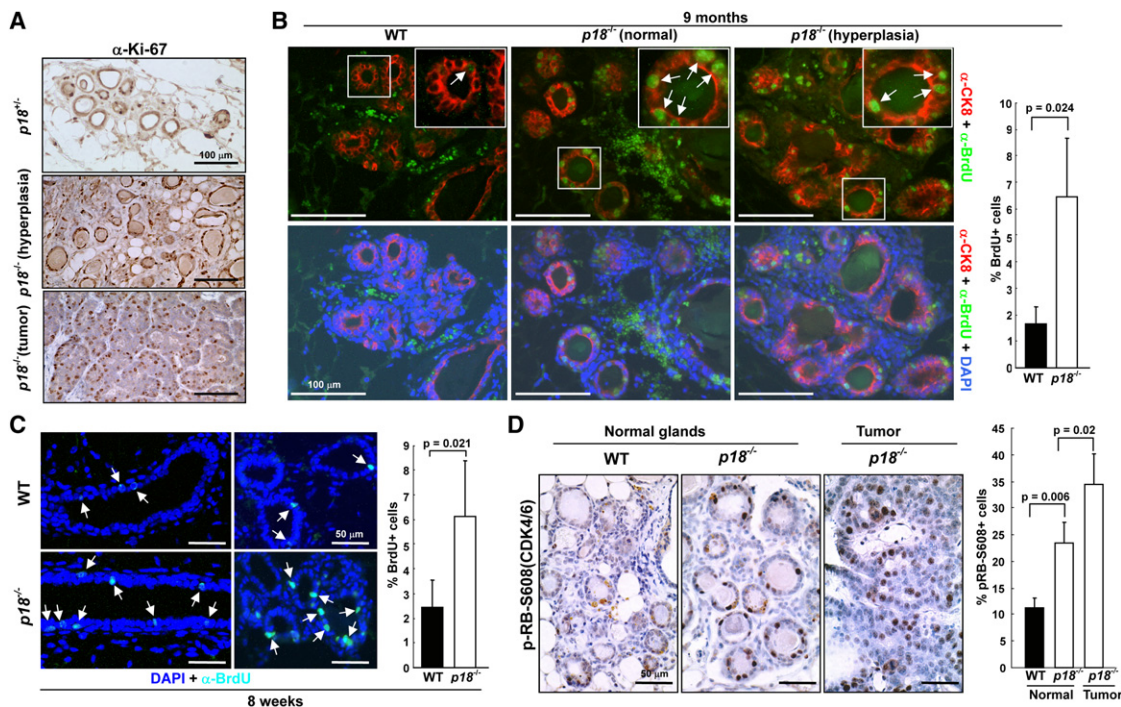 A
α-Ki-67
p18+/-
100 μm
p18-/- (hyperplasia)
p18-/-(tumor)
B
9 months
WT
p18-/- (normal)
p18-/- (hyperplasia)
α-CK8 + α-BrdU
100 μm
α-CK8 + α-BrdU + DAPI
p = 0.024
% BrdU+ cells
10
9
8
7
6
5
4
3
2
1
0
WT p18-/-
C
WT
50 μm
p18-/-
DAPI + α-BrdU
8 weeks
p = 0.021
% BrdU+ cells
9
8
7
6
5
4
3
2
1
0
WT p18-/-
D
Normal glands
Tumor
WT
p18-/-
p18-/-
p-RB-S608(CDK4/6)
50 μm
p = 0.02
p = 0.006
% pRB-S608+ cells
45
40
35
30
25
20
15
10
5
0
WT p18-/- p18-/-
Normal Tumor